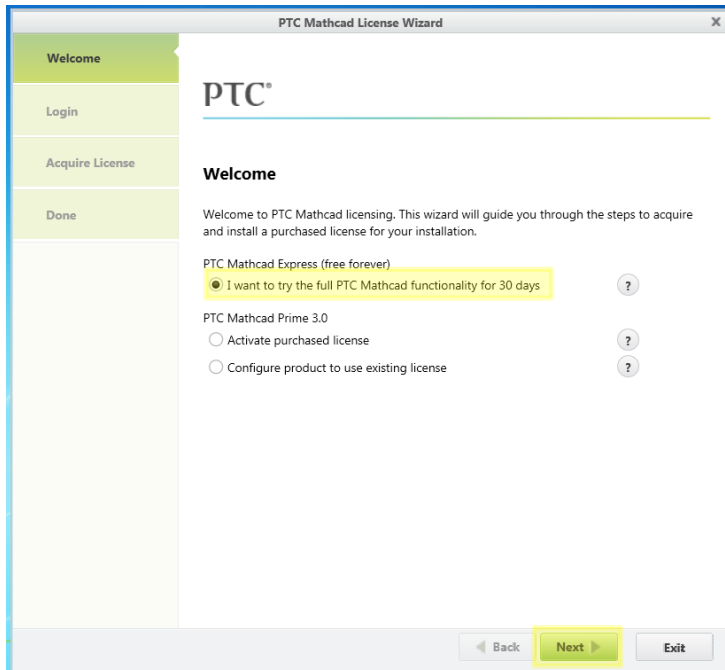 PTC Mathcad License Wizard
X
Welcome
Login
Acquire License
Done
PTC®
Welcome
Welcome to PTC Mathcad licensing. This wizard will guide you through the steps to acquire
and install a purchased license for your installation.
PTC Mathcad Express (free forever)
I want to try the full PTC Mathcad functionality for 30 days
?
PTC Mathcad Prime 3.0
Activate purchased license
?
Configure product to use existing license
?
Back
Next
Exit